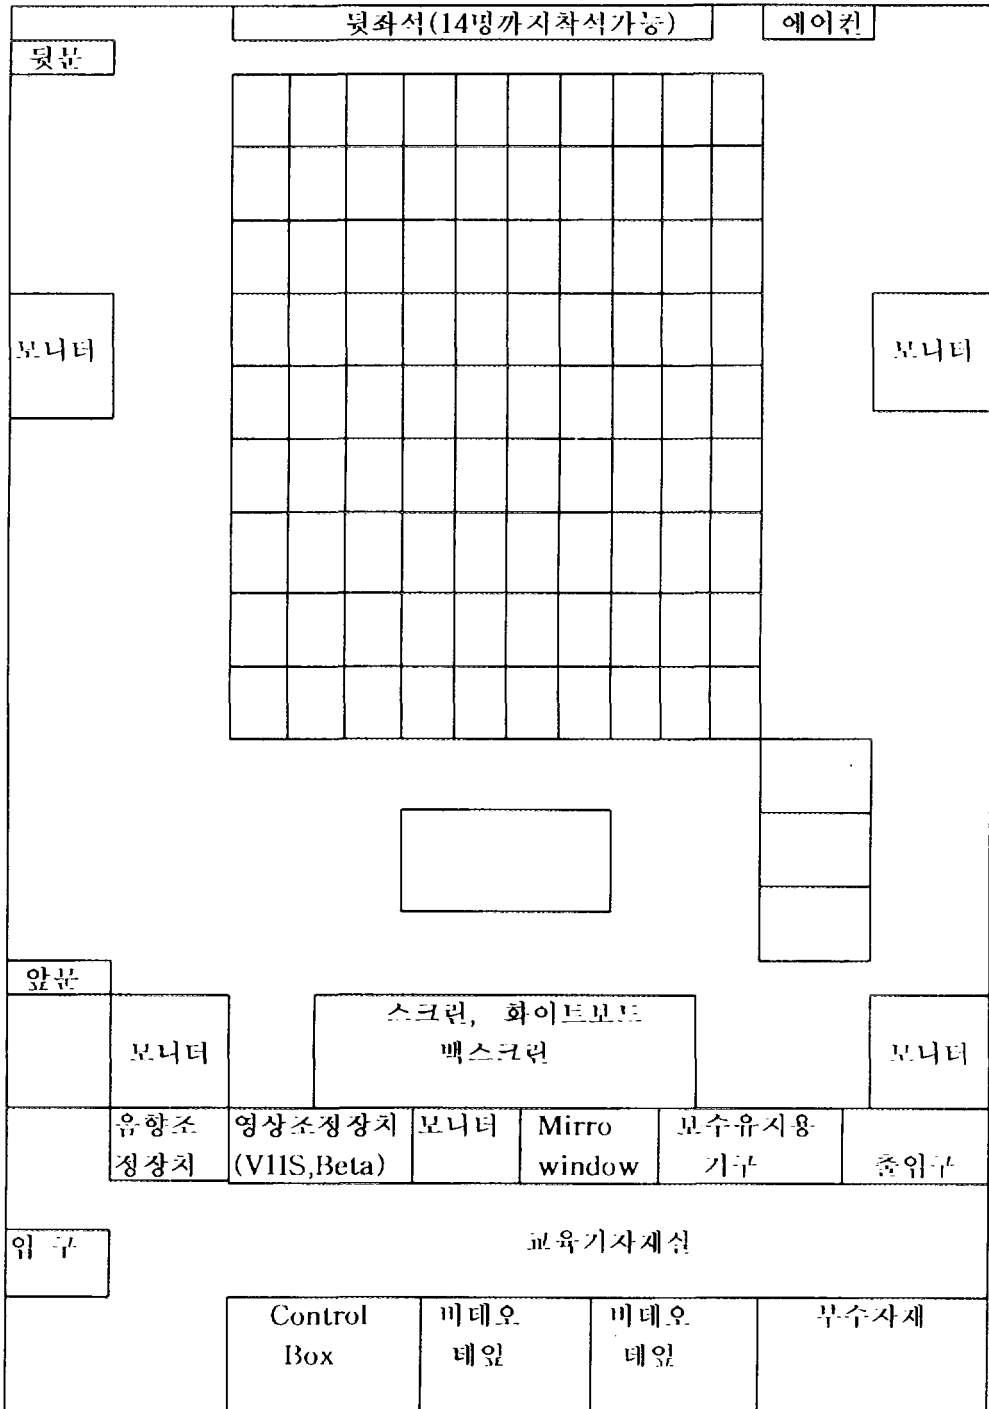 뒷좌석(14명까지착석가능)
에어컨
뒷문
모니터
모니터
앞문
스크린, 화이트보드
백스크린
모니터
모니터
음향조
정장치
영상조정장치
(VHS,Beta)
모니터
Mirro
window
보수유지용
기구
출입구
입 구
교육기자재실
Control
Box
비데오
테잎
비데오
테잎
부수자재